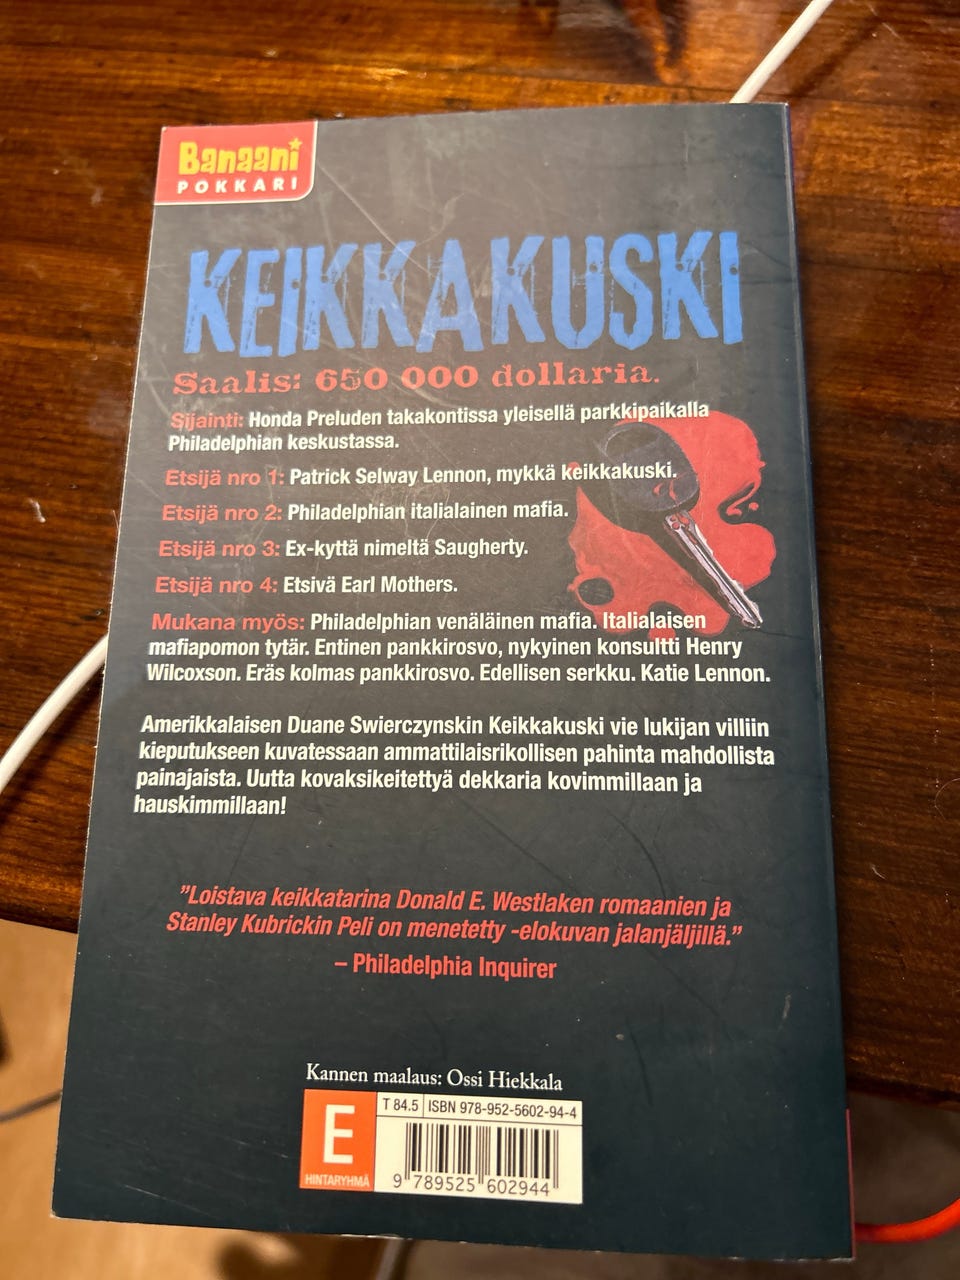 Banaani
POKKARI
KEIKKAKUSKI
Saalis: 650 000 dollaria.
Sijainti: Honda Preluden takakontissa yleisellä parkkipaikalla
Philadelphian keskustassa.
Etsijä nro 1: Patrick Selway Lennon, mykkä keikkakuski.
Etsijä nro 2: Philadelphian italialainen mafia.
Etsijä nro 3: Ex-kyttä nimeltä Saugherty.
Etsijä nro 4: Etsivä Earl Mothers.
Mukana myös: Philadelphian venäläinen mafia. Italialaisen
mafiapomon tytär. Entinen pankkirosvo, nykyinen konsultti Henry
Wilcoxson. Eräs kolmas pankkirosvo. Edellisen serkku. Katie Lennon.
Amerikkalaisen Duane Swierczynskin Keikkakuski vie lukijan villiin
kieputukseen kuvatessaan ammattilaisrikollisen pahinta mahdollista
painajaista. Uutta kovaksikeitettyä dekkaria kovimmillaan ja
hauskimmillaan!
”Loistava keikkatarina Donald E. Westlaken romaanien ja
Stanley Kubrickin Peli on menetetty -elokuvan jalanjäljillä.”
– Philadelphia Inquirer
Kannen maalaus: Ossi Hiekkala
E
HINTARYHMÄ
T 84.5 ISBN 978-952-5602-94-4
9 789525 602944